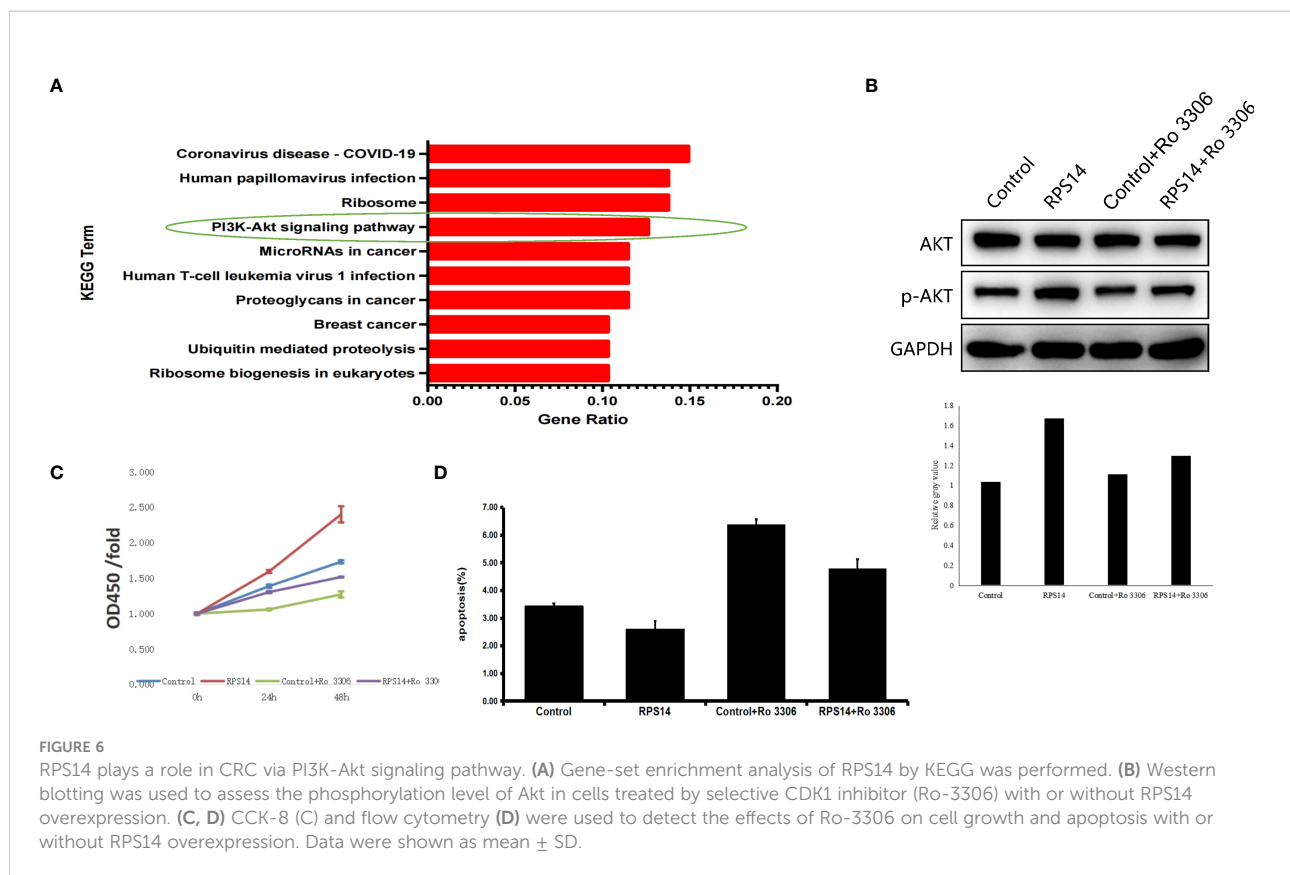 A
KEGG Term
Coronavirus disease - COVID-19
Human papillomavirus infection
Ribosome
PI3K-Akt signaling pathway
MicroRNAs in cancer
Human T-cell leukemia virus 1 infection
Proteoglycans in cancer
Breast cancer
Ubiquitin mediated proteolysis
Ribosome biogenesis in eukaryotes
0.00 0.05 0.10 0.15 0.20
Gene Ratio
B
Control RPS14 Control+Ro 3306 RPS14+Ro 3306
AKT
p-AKT
GAPDH
Relative gray value
1.8
1.6
1.4
1.2
1
0.8
0.6
0.4
0.2
0
Control RPS14 Control+Ro 3306 RPS14+Ro 3306
C
OD450 /fold
3.000
2.500
2.000
1.500
1.000
0.500
0.000
Control RPS14 Control+Ro 3306 RPS14+Ro 330
0h 24h 48h
D
apoptosis(%)
7.00
6.00
5.00
4.00
3.00
2.00
1.00
0.00
Control RPS14 Control+Ro 3306 RPS14+Ro 3306
FIGURE 6
RPS14 plays a role in CRC via PI3K-Akt signaling pathway. (A) Gene-set enrichment analysis of RPS14 by KEGG was performed. (B) Western
blotting was used to assess the phosphorylation level of Akt in cells treated by selective CDK1 inhibitor (Ro-3306) with or without RPS14
overexpression. (C, D) CCK-8 (C) and flow cytometry (D) were used to detect the effects of Ro-3306 on cell growth and apoptosis with or
without RPS14 overexpression. Data were shown as mean ± SD.